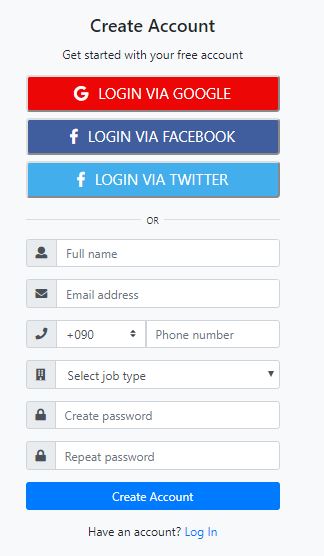 Create Account
Get started with your free account
LOGIN VIA GOOGLE
LOGIN VIA FACEBOOK
LOGIN VIA TWITTER
OR
Full name
Email address
+090 Phone number
Select job type
Create password
Repeat password
Create Account
Have an account? Log In